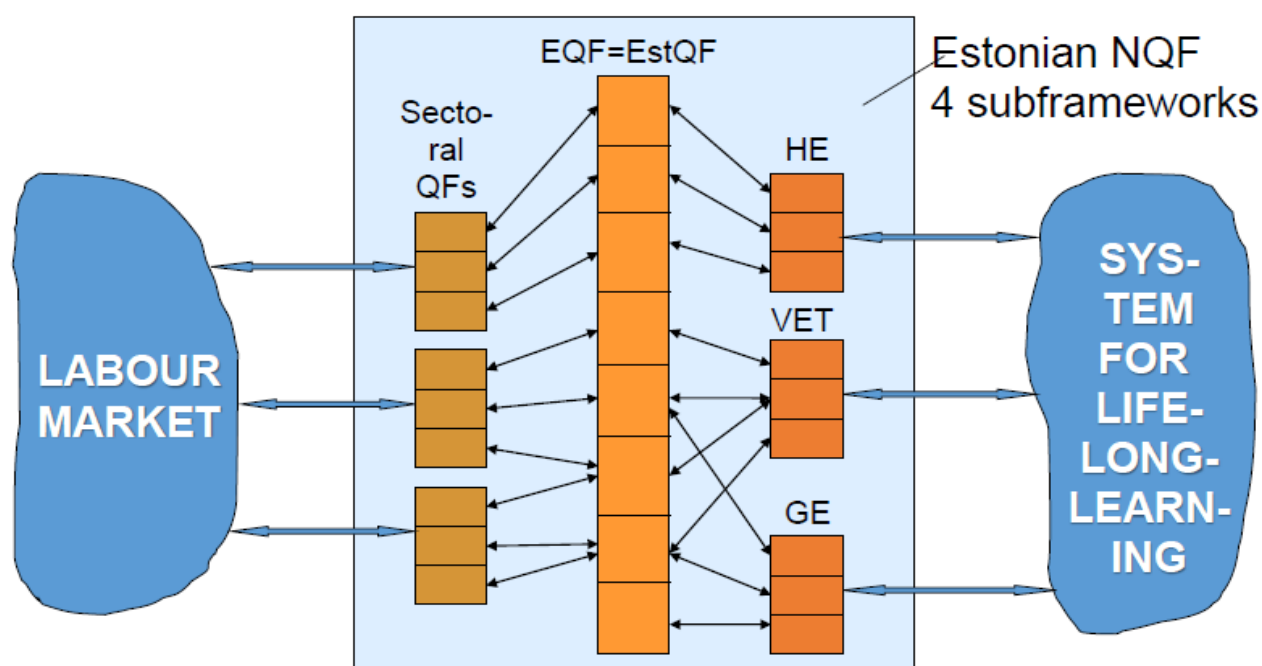 EQF=EstQF
Estonian NQF
4 subframeworks
Secto-
ral
QFs
HE
VET
GE
LABOUR
MARKET
SYS-
TEM
FOR
LIFE-
LONG-
LEARN-
ING